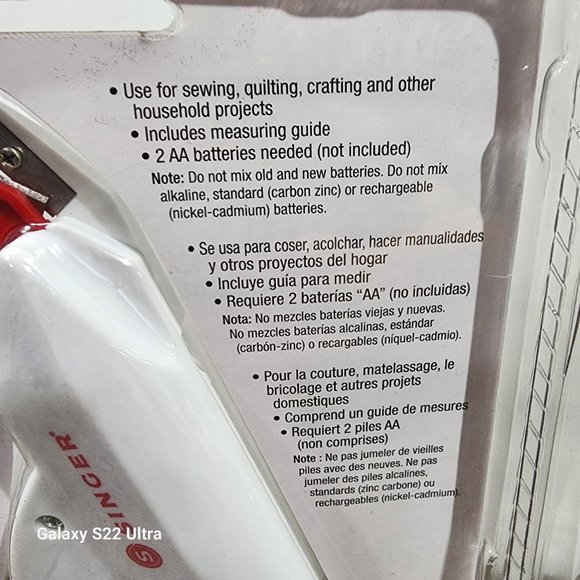 • Use for sewing, quilting, crafting and other
household projects
• Includes measuring guide
• 2 AA batteries needed (not included)
Note: Do not mix old and new batteries. Do not mix
alkaline, standard (carbon zinc) or rechargeable
(nickel-cadmium) batteries.
• Se usa para coser, acolchar, hacer manualidades
y otros proyectos del hogar
• Incluye guía para medir
• Requiere 2 baterías “AA” (no incluidas)
Nota: No mezcles baterías viejas y nuevas.
No mezcles baterías alcalinas, estándar
(carbón-zinc) o recargables (níquel-cadmio).
• Pour la couture, matelassage, le
bricolage et autres projets
domestiques
• Comprend un guide de mesures
• Requiert 2 piles AA
(non comprises)
Note : Ne pas jumeler de vieilles
piles avec des neuves. Ne pas
jumeler des piles alcalines,
standards (zinc carbone) ou
rechargeables (nickel-cadmium).
S SINGER®
Galaxy S22 Ultra